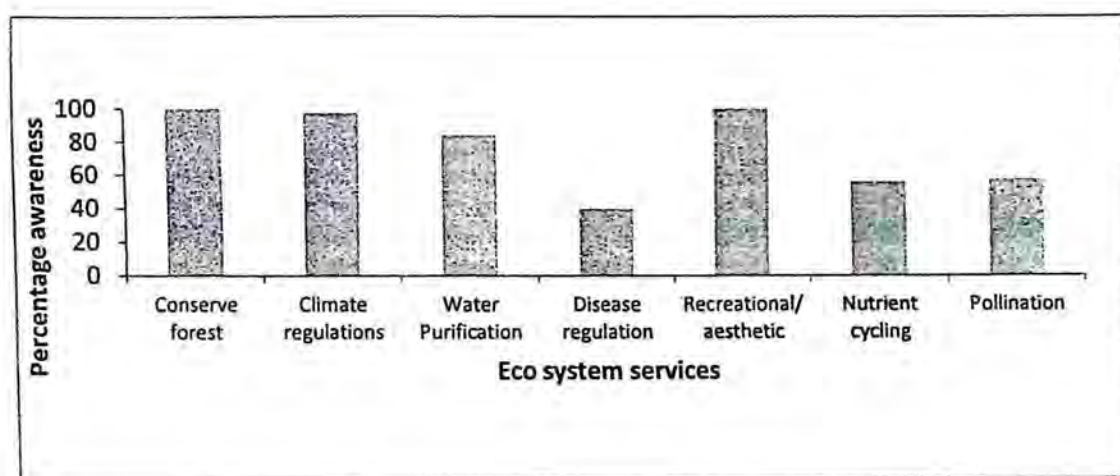 Percentage awareness
100
80
60
40
20
0
Conserve forest
Climate regulations
Water Purification
Disease regulation
Recreational/ aesthetic
Nutrient cycling
Pollination
Eco system services